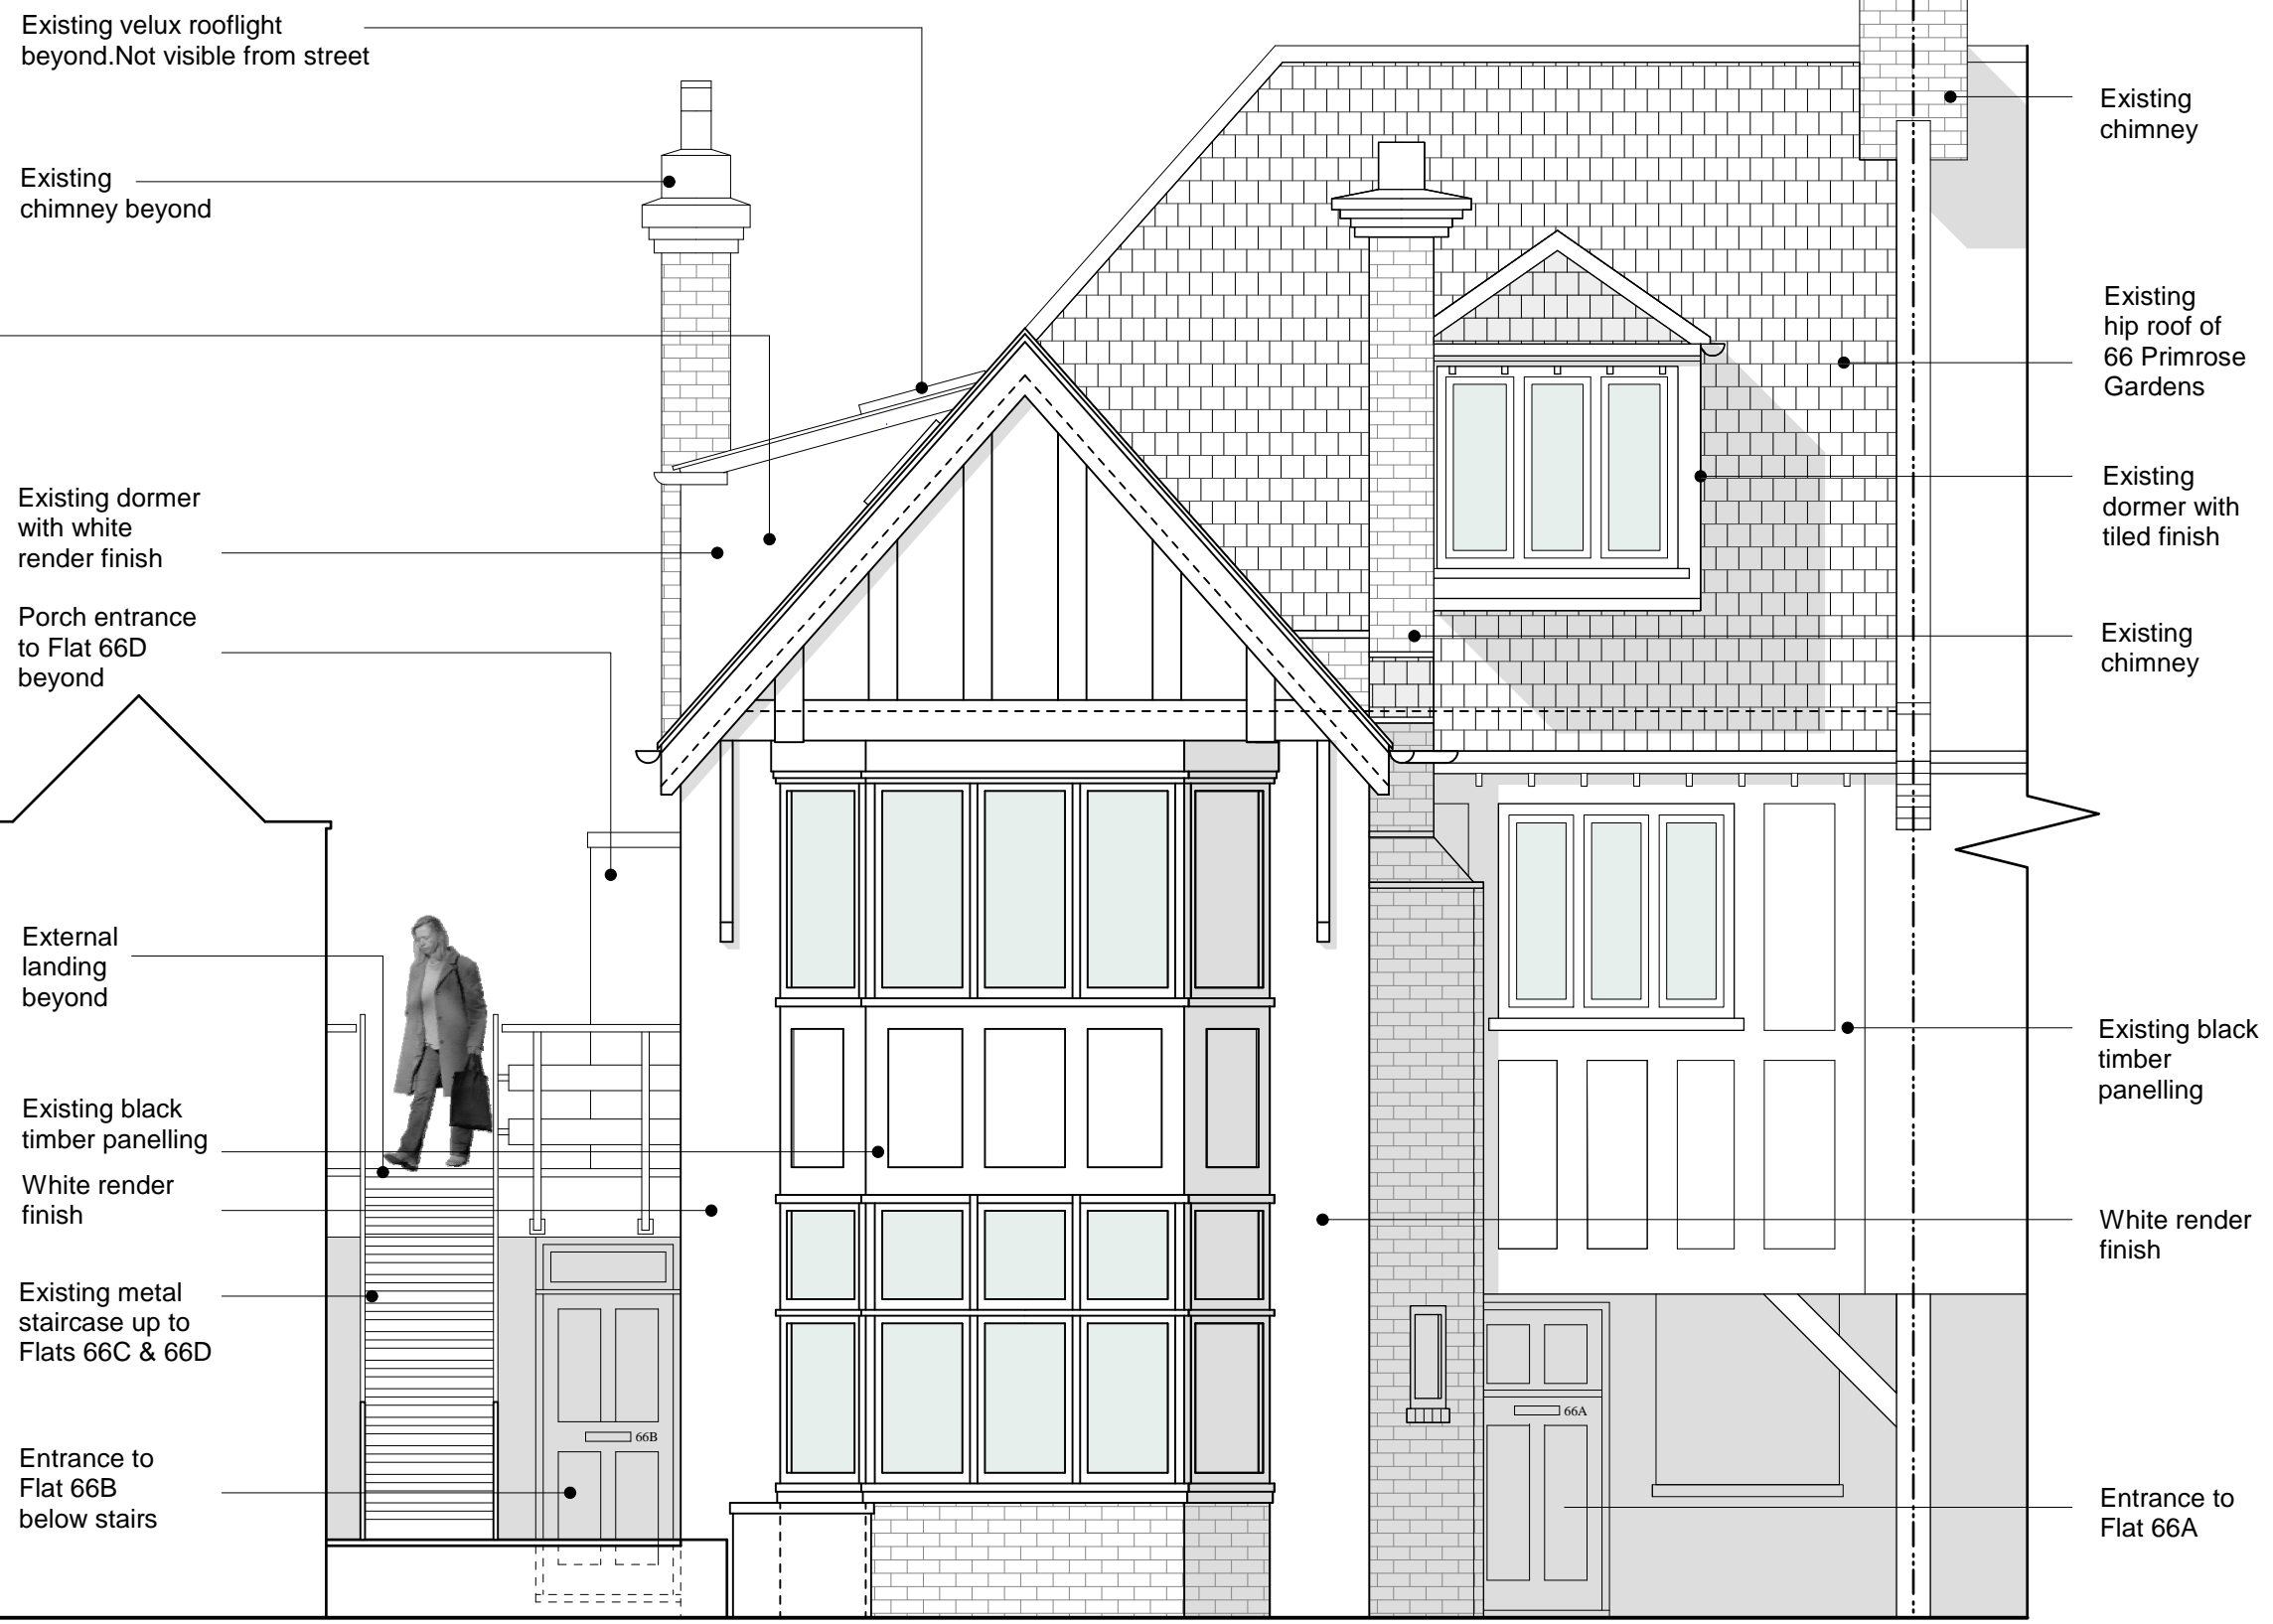 Existing velux rooflight
beyond.Not visible from street
Existing
chimney beyond
Existing dormer
with white
render finish
Porch entrance
to Flat 66D
beyond
External
landing
beyond
Existing black
timber panelling
White render
finish
Existing metal
staircase up to
Flats 66C & 66D
Entrance to
Flat 66B
below stairs
66B
66A
Existing
chimney
Existing
hip roof of
66 Primrose
Gardens
Existing
dormer with
tiled finish
Existing
chimney
Existing black
timber
panelling
White render
finish
Entrance to
Flat 66A